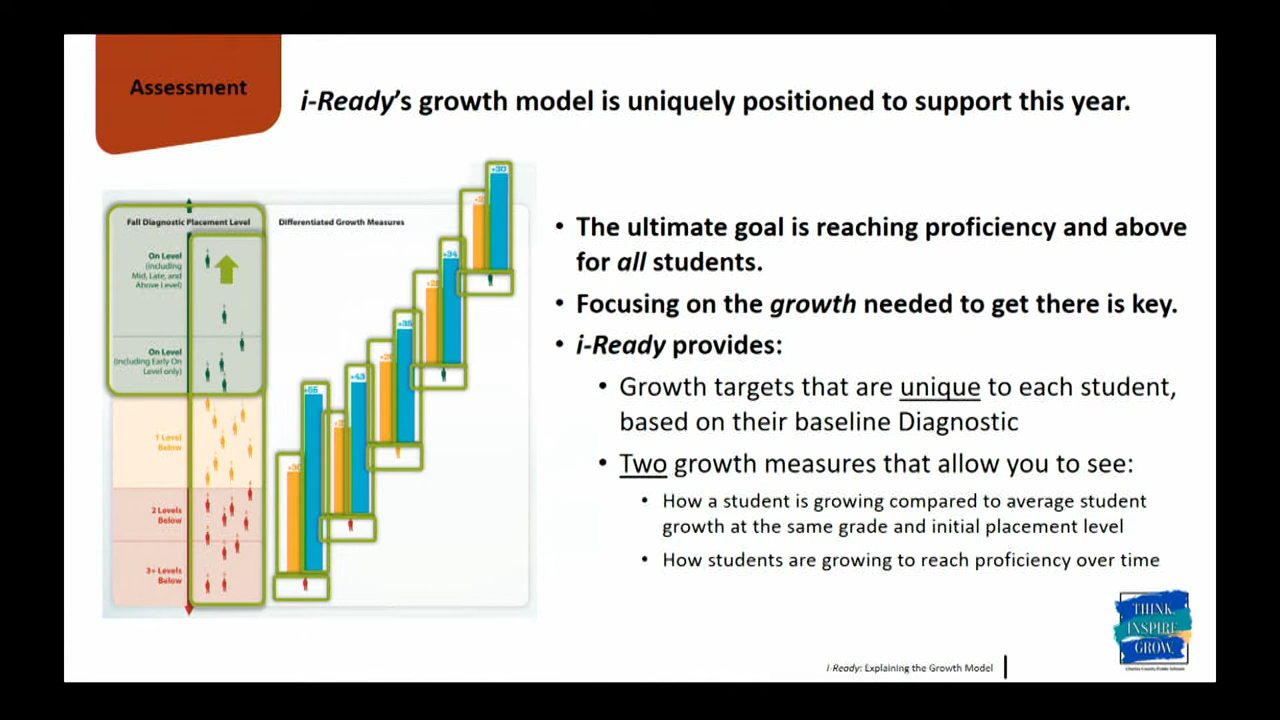 Assessment
i-Ready's growth model is uniquely positioned to support this year.
Fall Diagnostic Placement Level
Differentiated Growth Measures
On Level
(Including
Mid, Late, and
Above Level)
On Level
(Including Early On
Level only)
1 Level
Below
2 Levels
Below
3+ Levels
Below
+30
+34
+35
+43
• The ultimate goal is reaching proficiency and above
for all students.
• Focusing on the growth needed to get there is key.
• i-Ready provides:
• Growth targets that are unique to each student,
based on their baseline Diagnostic
• Two growth measures that allow you to see:
• How a student is growing compared to average student
growth at the same grade and initial placement level
• How students are growing to reach proficiency over time
THINK.
INSPIRE.
GROW.
i-Ready: Explaining the Growth Model